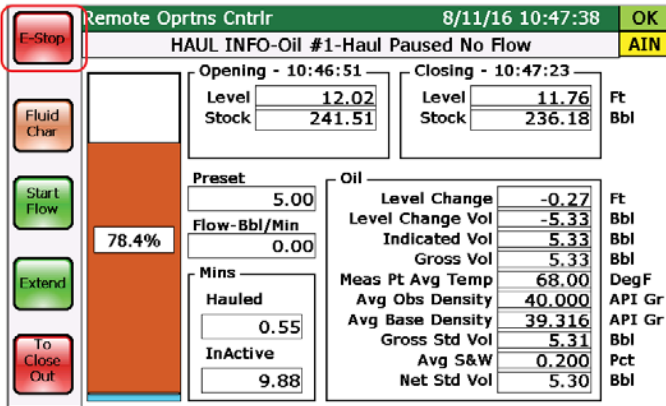 Remote Oprtns Cntrlr 8/11/16 10:47:38 OK
HAUL INFO-Oil #1-Haul Paused No Flow AIN
E-Stop
Fluid
Char
Start
Flow
Extend
To
Close
Out
78.4%
Opening - 10:46:51
Level 12.02
Stock 241.51
Closing - 10:47:23
Level 11.76 Ft
Stock 236.18 Bbl
Preset
5.00
Flow-Bbl/Min
0.00
Mins
Hauled
0.55
InActive
9.88
Oil
Level Change -0.27 Ft
Level Change Vol -5.33 Bbl
Indicated Vol 5.33 Bbl
Gross Vol 5.33 Bbl
Meas Pt Avg Temp 68.00 DegF
Avg Obs Density 40.000 API Gr
Avg Base Density 39.316 API Gr
Gross Std Vol 5.31 Bbl
Avg S&W 0.200 Pct
Net Std Vol 5.30 Bbl